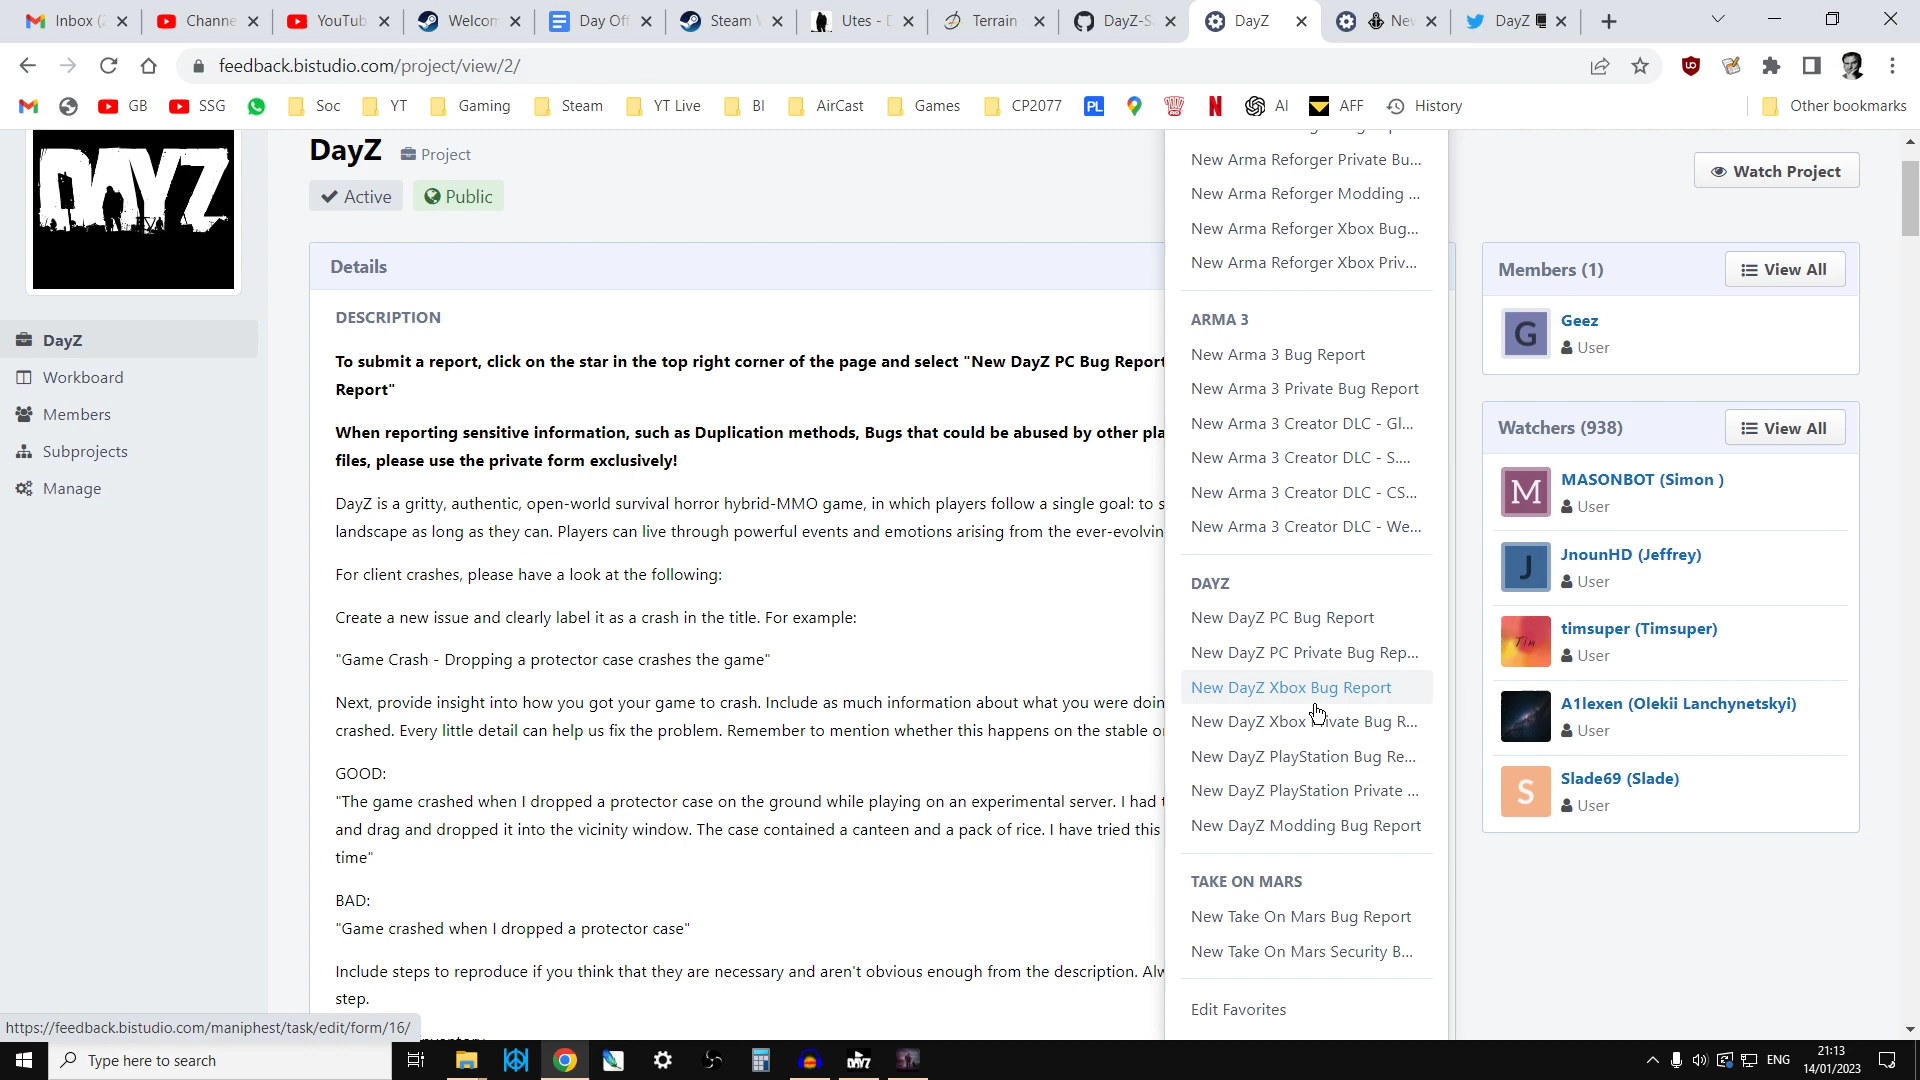 Inbox (2
Channe
YouTub
Welcom
Day Off
Steam W
Utes - D
Terrain
DayZ-S
DayZ
New
DayZ
feedback.bistudio.com/project/view/2/
GB
SSG
Soc
YT
Gaming
Steam
YT Live
BI
AirCast
Games
CP2077
PL
AI
AFF
History
Other bookmarks
DAYZ
DayZ
Workboard
Members
Subprojects
Manage
DayZ
Project
Active
Public
Details
DESCRIPTION
To submit a report, click on the star in the top right corner of the page and select "New DayZ PC Bug Report
Report"
When reporting sensitive information, such as Duplication methods, Bugs that could be abused by other pla
files, please use the private form exclusively!
DayZ is a gritty, authentic, open-world survival horror hybrid-MMO game, in which players follow a single goal: to s
landscape as long as they can. Players can live through powerful events and emotions arising from the ever-evolvin
For client crashes, please have a look at the following:
Create a new issue and clearly label it as a crash in the title. For example:
"Game Crash - Dropping a protector case crashes the game"
Next, provide insight into how you got your game to crash. Include as much information about what you were doin
crashed. Every little detail can help us fix the problem. Remember to mention whether this happens on the stable o
GOOD:
"The game crashed when I dropped a protector case on the ground while playing on an experimental server. I had t
and drag and dropped it into the vicinity window. The case contained a canteen and a pack of rice. I have tried this
time"
BAD:
"Game crashed when I dropped a protector case"
Include steps to reproduce if you think that they are necessary and aren't obvious enough from the description. Alw
step.
New Arma Reforger Private Bu...
New Arma Reforger Modding ...
New Arma Reforger Xbox Bug...
New Arma Reforger Xbox Priv...
ARMA 3
New Arma 3 Bug Report
New Arma 3 Private Bug Report
New Arma 3 Creator DLC - Gl...
New Arma 3 Creator DLC - S....
New Arma 3 Creator DLC - CS...
New Arma 3 Creator DLC - We...
DAYZ
New DayZ PC Bug Report
New DayZ PC Private Bug Rep...
New DayZ Xbox Bug Report
New DayZ Xbox Private Bug R...
New DayZ PlayStation Bug Re...
New DayZ PlayStation Private ...
New DayZ Modding Bug Report
TAKE ON MARS
New Take On Mars Bug Report
New Take On Mars Security B...
Edit Favorites
Watch Project
Members (1)
View All
G
Geez
User
Watchers (938)
View All
M
MASONBOT (Simon )
User
J
JnounHD (Jeffrey)
User
TIM
timsuper (Timsuper)
User
A1lexen (Olekii Lanchynetskyi)
User
S
Slade69 (Slade)
User
https://feedback.bistudio.com/maniphest/task/edit/form/16/
Type here to search
DAYZ
ENG
21:13
14/01/2023